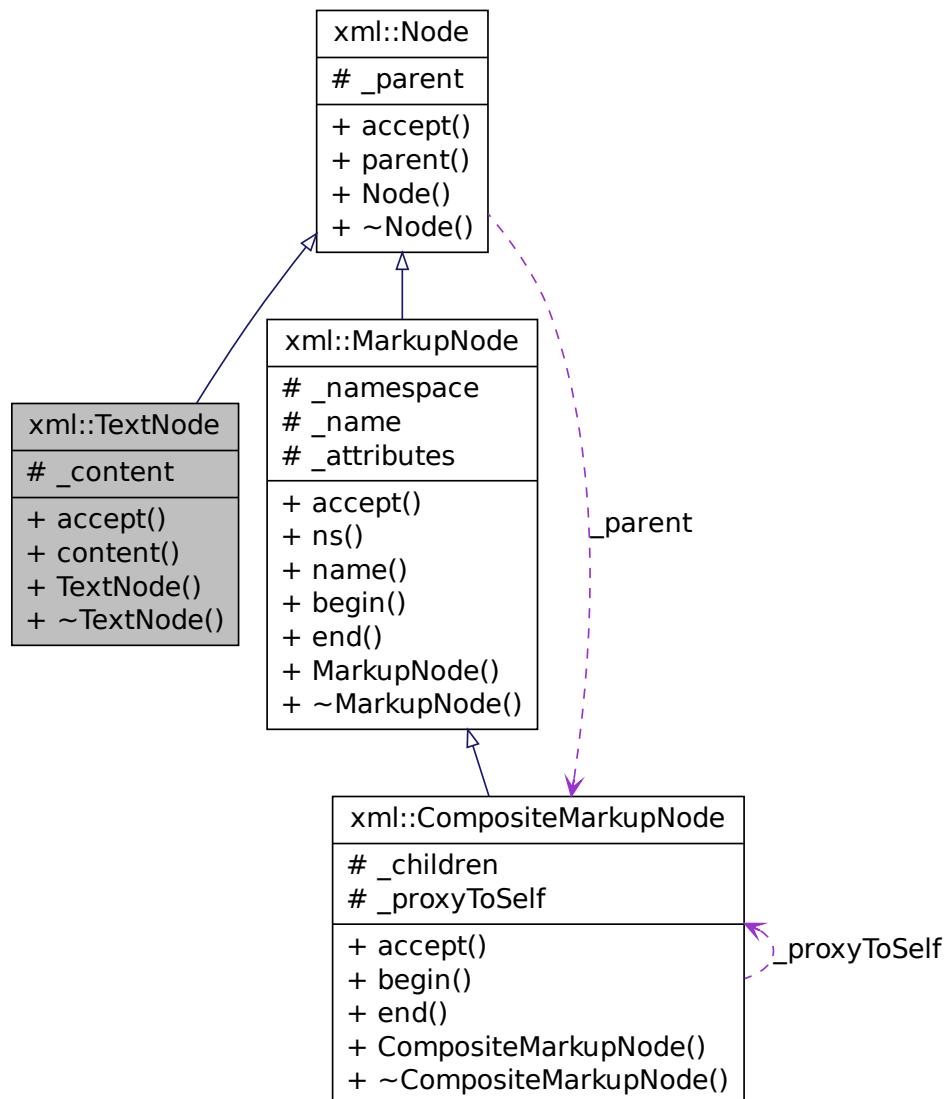 xml::Node
# _parent
+ accept()
+ parent()
+ Node()
+ ~Node()
xml::MarkupNode
# _namespace
# _name
# _attributes
+ accept()
+ ns()
+ name()
+ begin()
+ end()
+ MarkupNode()
+ ~MarkupNode()
xml::TextNode
# _content
+ accept()
+ content()
+ TextNode()
+ ~TextNode()
_parent
xml::CompositeMarkupNode
# _children
# _proxyToSelf
+ accept()
+ begin()
+ end()
+ CompositeMarkupNode()
+ ~CompositeMarkupNode()
_proxyToSelf